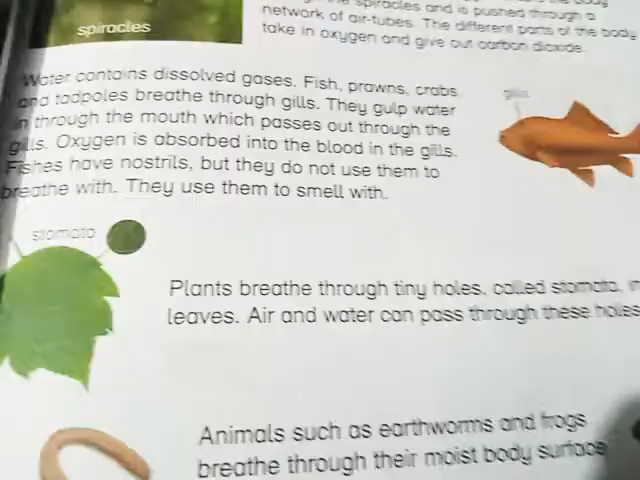 spiracles
the spiracles and is pushed through a
network of air-tubes. The different parts of the body
take in oxygen and give out carbon dioxide.
Water contains dissolved gases. Fish, prawns, crabs
and tadpoles breathe through gills. They gulp water
in through the mouth which passes out through the
gills. Oxygen is absorbed into the blood in the gills.
Fishes have nostrils, but they do not use them to
breathe with. They use them to smell with.
gills
stomata
Plants breathe through tiny holes, called stomata, in
leaves. Air and water can pass through these holes
Animals such as earthworms and frogs
breathe through their moist body surface